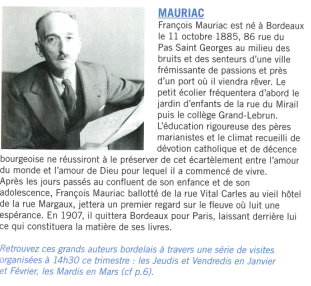 MAURIAC
François Mauriac est né à Bordeaux
le 11 octobre 1885, 86 rue du
Pas Saint Georges au milieu des
bruits et des senteurs d'une ville
frémissante de passions et près
d'un port où il viendra rêver. Le
petit écolier fréquentera d'abord le
jardin d'enfants de la rue du Mirail
puis le collège Grand-Lebrun.
L'éducation rigoureuse des pères
marianistes et le climat recueilli de
dévotion catholique et de décence
bourgeoise ne réussiront à le préserver de cet écartèlement entre l'amour
du monde et l'amour de Dieu pour lequel il a commencé de vivre.
Après les jours passés au confluent de son enfance et de son
adolescence, François Mauriac ballotté de la rue Vital Carles au vieil hôtel
de la rue Margaux, jettera un premier regard sur le fleuve où luit une
espérance. En 1907, il quittera Bordeaux pour Paris, laissant derrière lui
ce qui constituera la matière de ses livres.
Retrouvez ces grands auteurs bordelais à travers une série de visites
organisées à 14h30 ce trimestre : les Jeudis et Vendredis en Janvier
et Février, les Mardis en Mars (cf p.6).